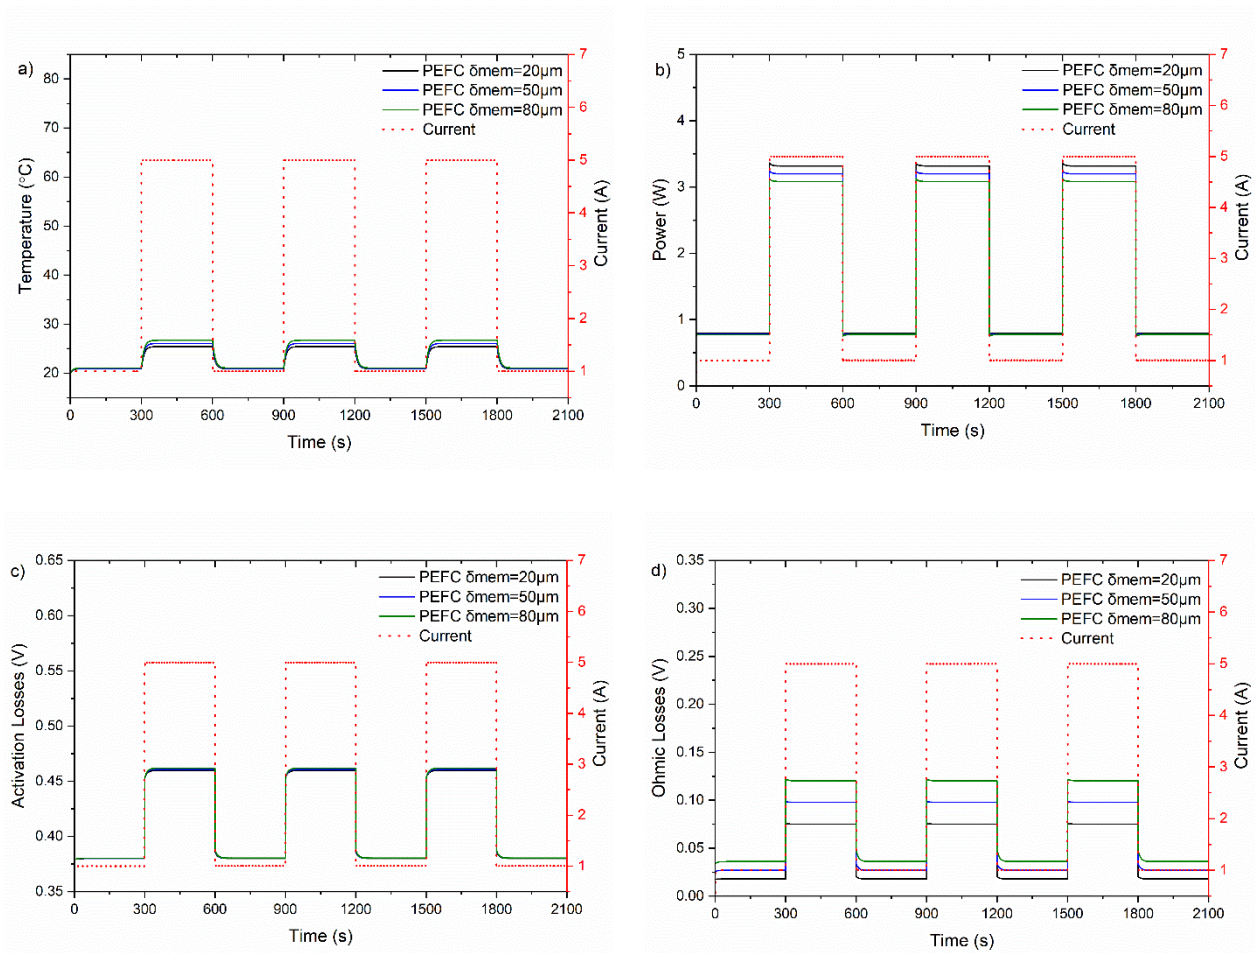 a)
PEFC δmem=20µm
PEFC δmem=50µm
PEFC δmem=80µm
Current
85
80
70
60
50
40
30
20
7
6
5
4
3
2
1
Temperature (°C)
Current (A)
0 300 600 900 1200 1500 1800 2100
Time (s)
b)
PEFC δmem=20µm
PEFC δmem=50µm
PEFC δmem=80µm
Current
5
4
3
2
1
0
7
6
5
4
3
2
1
Power (W)
Current (A)
0 300 600 900 1200 1500 1800 2100
Time (s)
c)
PEFC δmem=20µm
PEFC δmem=50µm
PEFC δmem=80µm
Current
0.65
0.60
0.55
0.50
0.45
0.40
0.35
7
6
5
4
3
2
1
Activation Losses (V)
Current (A)
0 300 600 900 1200 1500 1800 2100
Time (s)
d)
PEFC δmem=20µm
PEFC δmem=50µm
PEFC δmem=80µm
Current
0.35
0.30
0.25
0.20
0.15
0.10
0.05
0.00
7
6
5
4
3
2
1
Ohmic Losses (V)
Current (A)
0 300 600 900 1200 1500 1800 2100
Time (s)